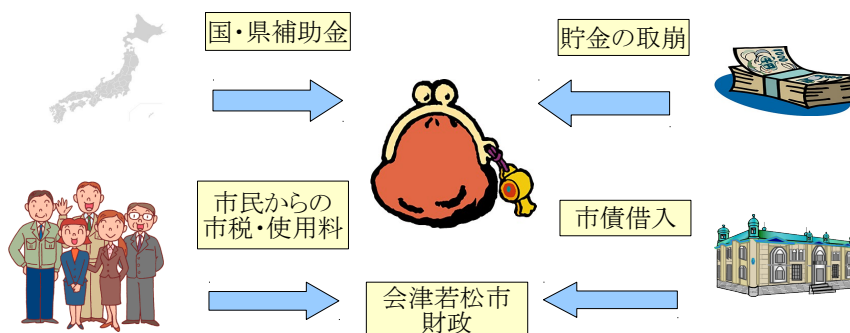 国・県補助金
貯金の取崩
市民からの
市税・使用料
市債借入
会津若松市
財政